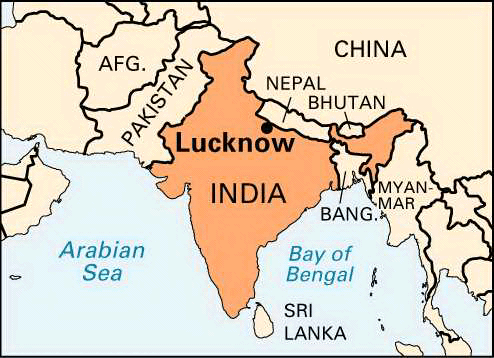 CHINA
AFG.
PAKISTAN
NEPAL
BHUTAN
Lucknow
INDIA
MYAN-
MAR
BANG.
Arabian
Sea
Bay of
Bengal
SRI
LANKA